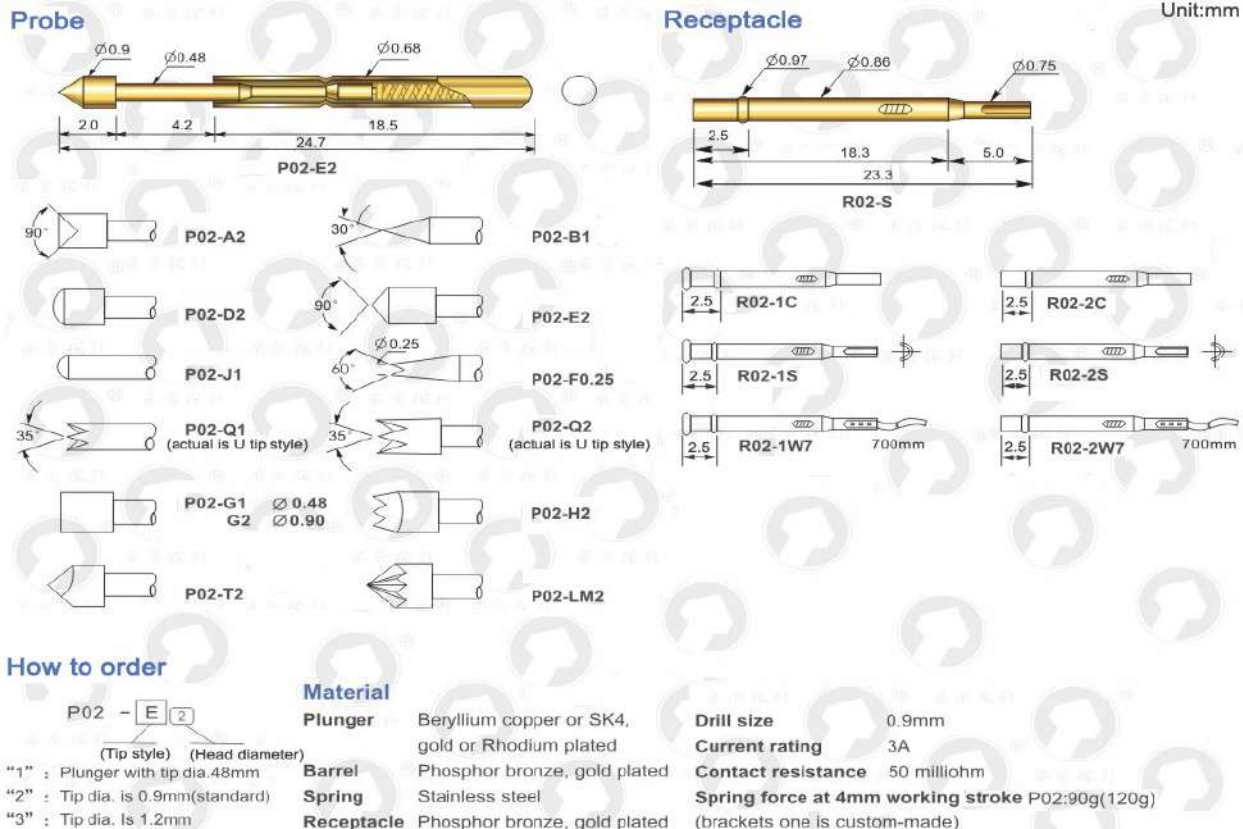 Unit:mm
Probe
Ø0.9
Ø0.48
Ø0.68
2.0
4.2
18.5
24.7
P02-E2
Receptacle
Ø0.97
Ø0.86
Ø0.75
2.5
18.3
5.0
23.3
R02-S
90°
P02-A2
30°
P02-B1
P02-D2
90°
P02-E2
P02-J1
Ø0.25
60°
P02-F0.25
35°
P02-Q1
(actual is U tip style)
35°
P02-Q2
(actual is U tip style)
P02-G1 Ø0.48
G2 Ø0.90
P02-H2
P02-T2
P02-LM2
2.5
R02-1C
2.5
R02-2C
2.5
R02-1S
2.5
R02-2S
2.5
R02-1W7
700mm
2.5
R02-2W7
700mm
How to order
P02 - E 2
(Tip style) (Head diameter)
“1” : Plunger with tip dia.48mm
“2” : Tip dia. is 0.9mm(standard)
“3” : Tip dia. Is 1.2mm
Material
Plunger Beryllium copper or SK4,
gold or Rhodium plated
Barrel Phosphor bronze, gold plated
Spring Stainless steel
Receptacle Phosphor bronze, gold plated
Drill size 0.9mm
Current rating 3A
Contact resistance 50 milliohm
Spring force at 4mm working stroke P02:90g(120g)
(brackets one is custom-made)